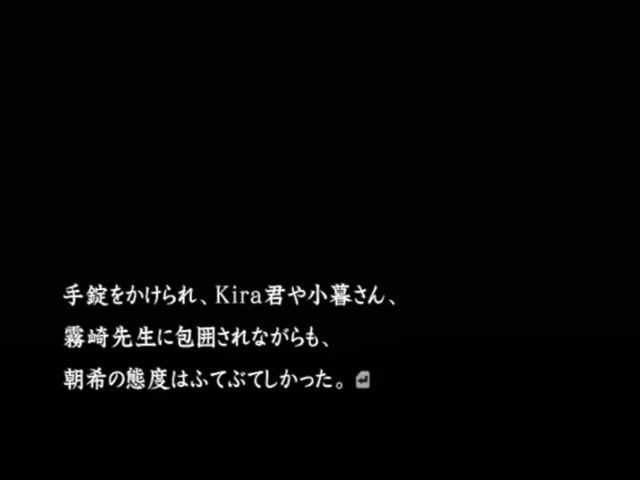 手錠をかけられ、Kira君や小暮さん、
霧崎先生に包囲されながらも、
朝希の態度はふてぶてしかった。